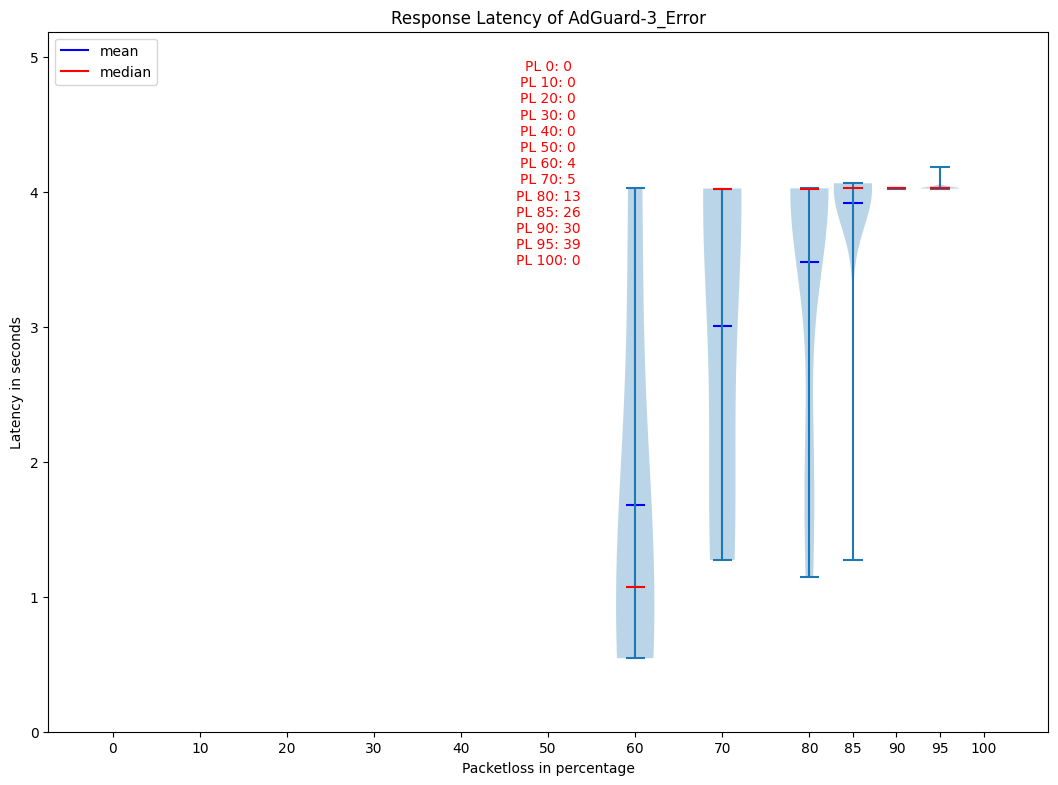 Response Latency of AdGuard-3_Error
mean
median
PL 0: 0
PL 10: 0
PL 20: 0
PL 30: 0
PL 40: 0
PL 50: 0
PL 60: 4
PL 70: 5
PL 80: 13
PL 85: 26
PL 90: 30
PL 95: 39
PL 100: 0
Latency in seconds
5
4
3
2
1
0
0 10 20 30 40 50 60 70 80 85 90 95 100
Packetloss in percentage